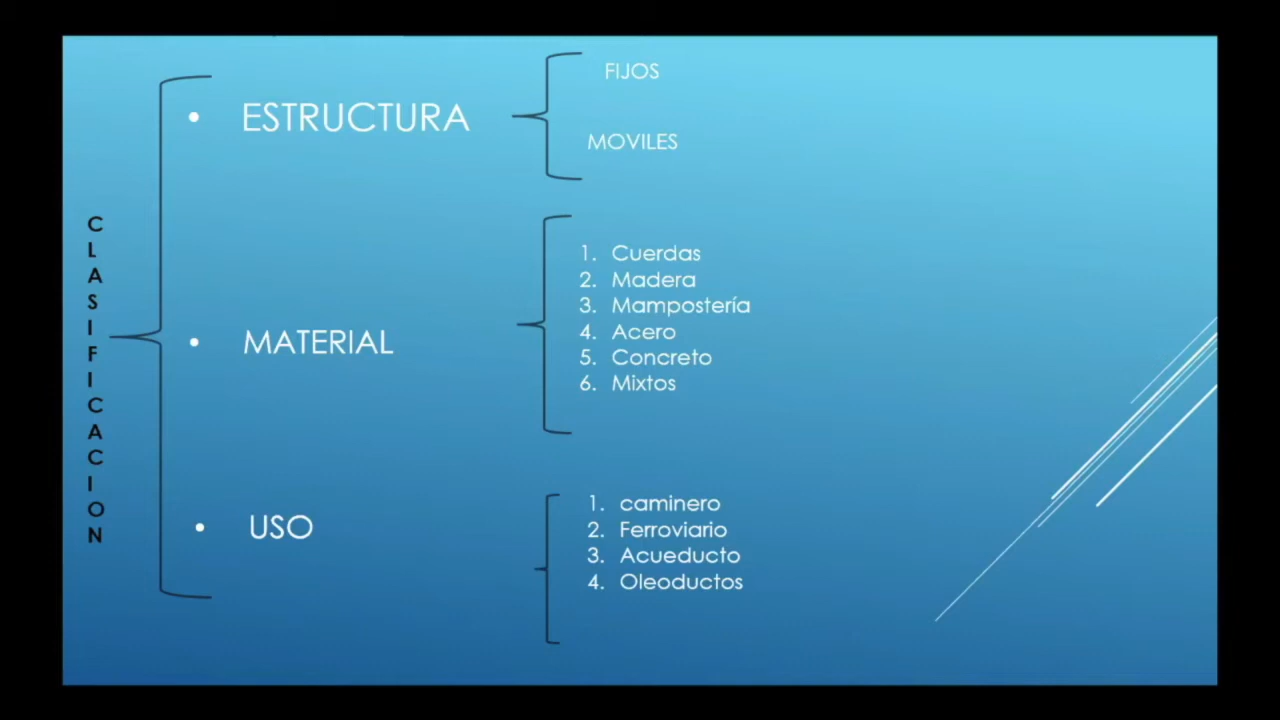 CLASIFICACION
• ESTRUCTURA
FIJOS
MOVILES
• MATERIAL
1. Cuerdas
2. Madera
3. Mampostería
4. Acero
5. Concreto
6. Mixtos
• USO
1. caminero
2. Ferroviario
3. Acueducto
4. Oleoductos